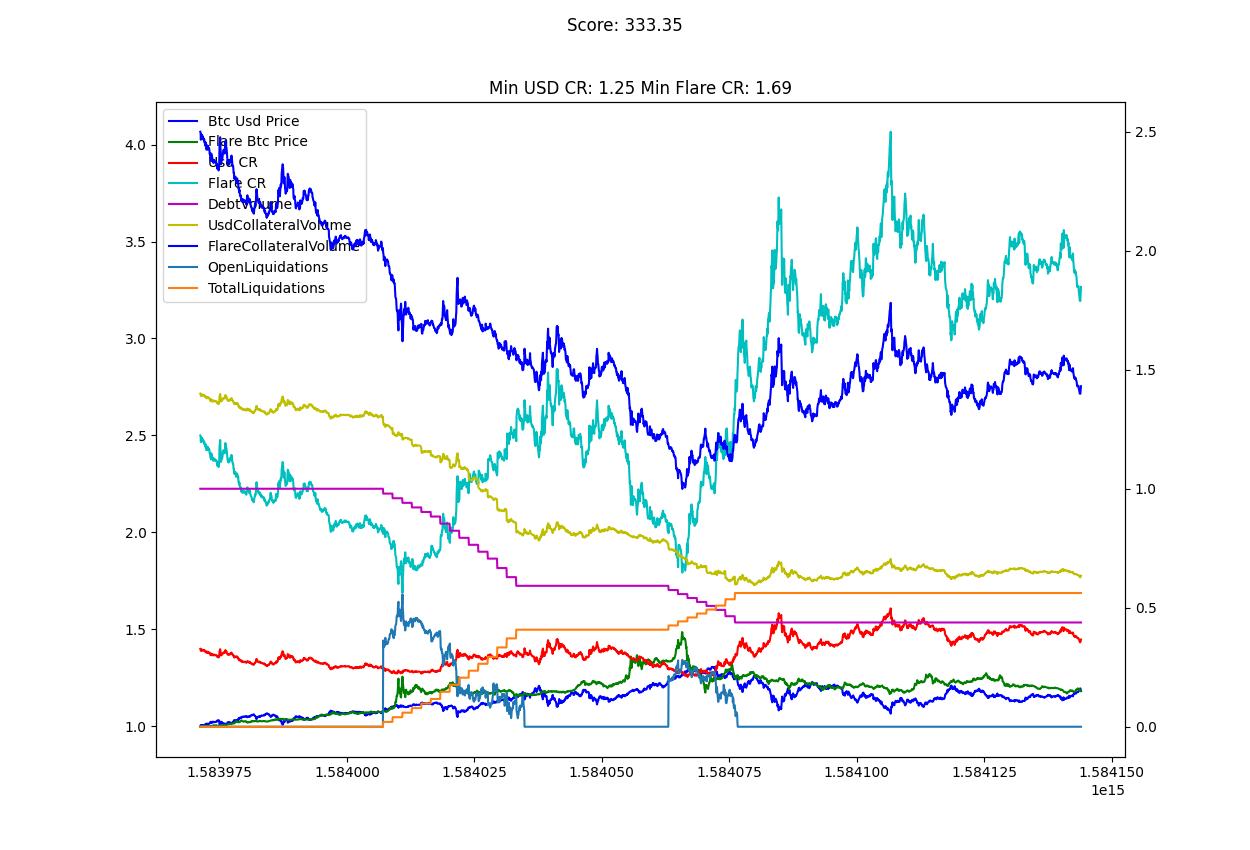 Score: 333.35
Min USD CR: 1.25 Min Flare CR: 1.69
Btc Usd Price
Flare Btc Price
Usd CR
Flare CR
DebtVolume
UsdCollateralVolume
FlareCollateralVolume
OpenLiquidations
TotalLiquidations
4.0
3.5
3.0
2.5
2.0
1.5
1.0
2.5
2.0
1.5
1.0
0.5
0.0
1.583975 1.584000 1.584025 1.584050 1.584075 1.584100 1.584125 1.584150
1e15